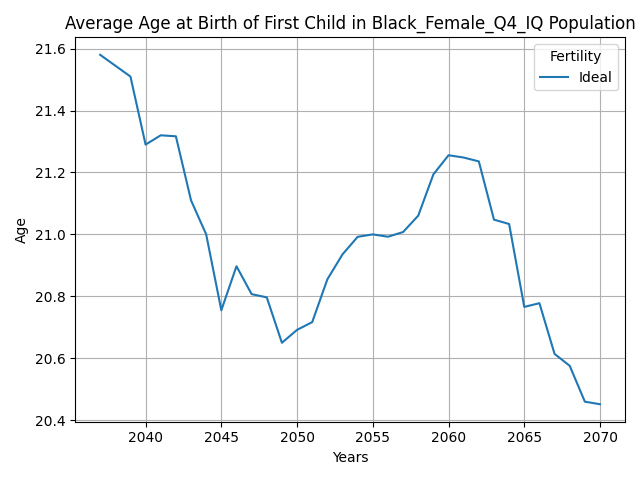 Average Age at Birth of First Child in Black_Female_Q4_IQ Population
Fertility
Ideal
21.6
21.4
21.2
21.0
20.8
20.6
20.4
Age
2040 2045 2050 2055 2060 2065 2070
Years